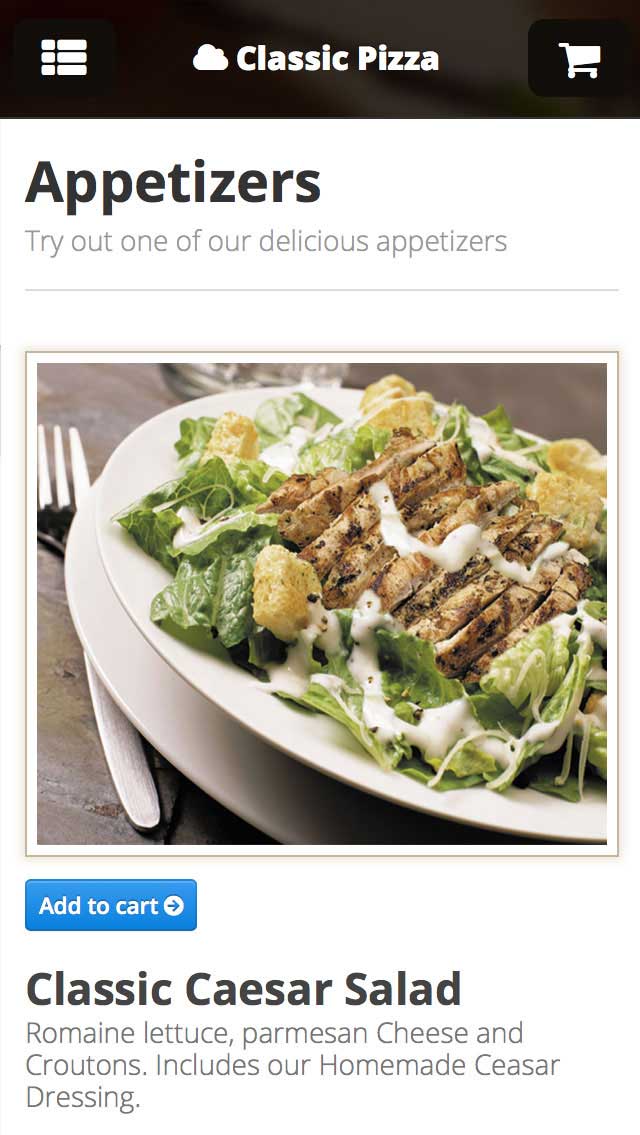 Classic Pizza
Appetizers
Try out one of our delicious appetizers
Add to cart
Classic Caesar Salad
Romaine lettuce, parmesan Cheese and
Croutons. Includes our Homemade Ceasar
Dressing.